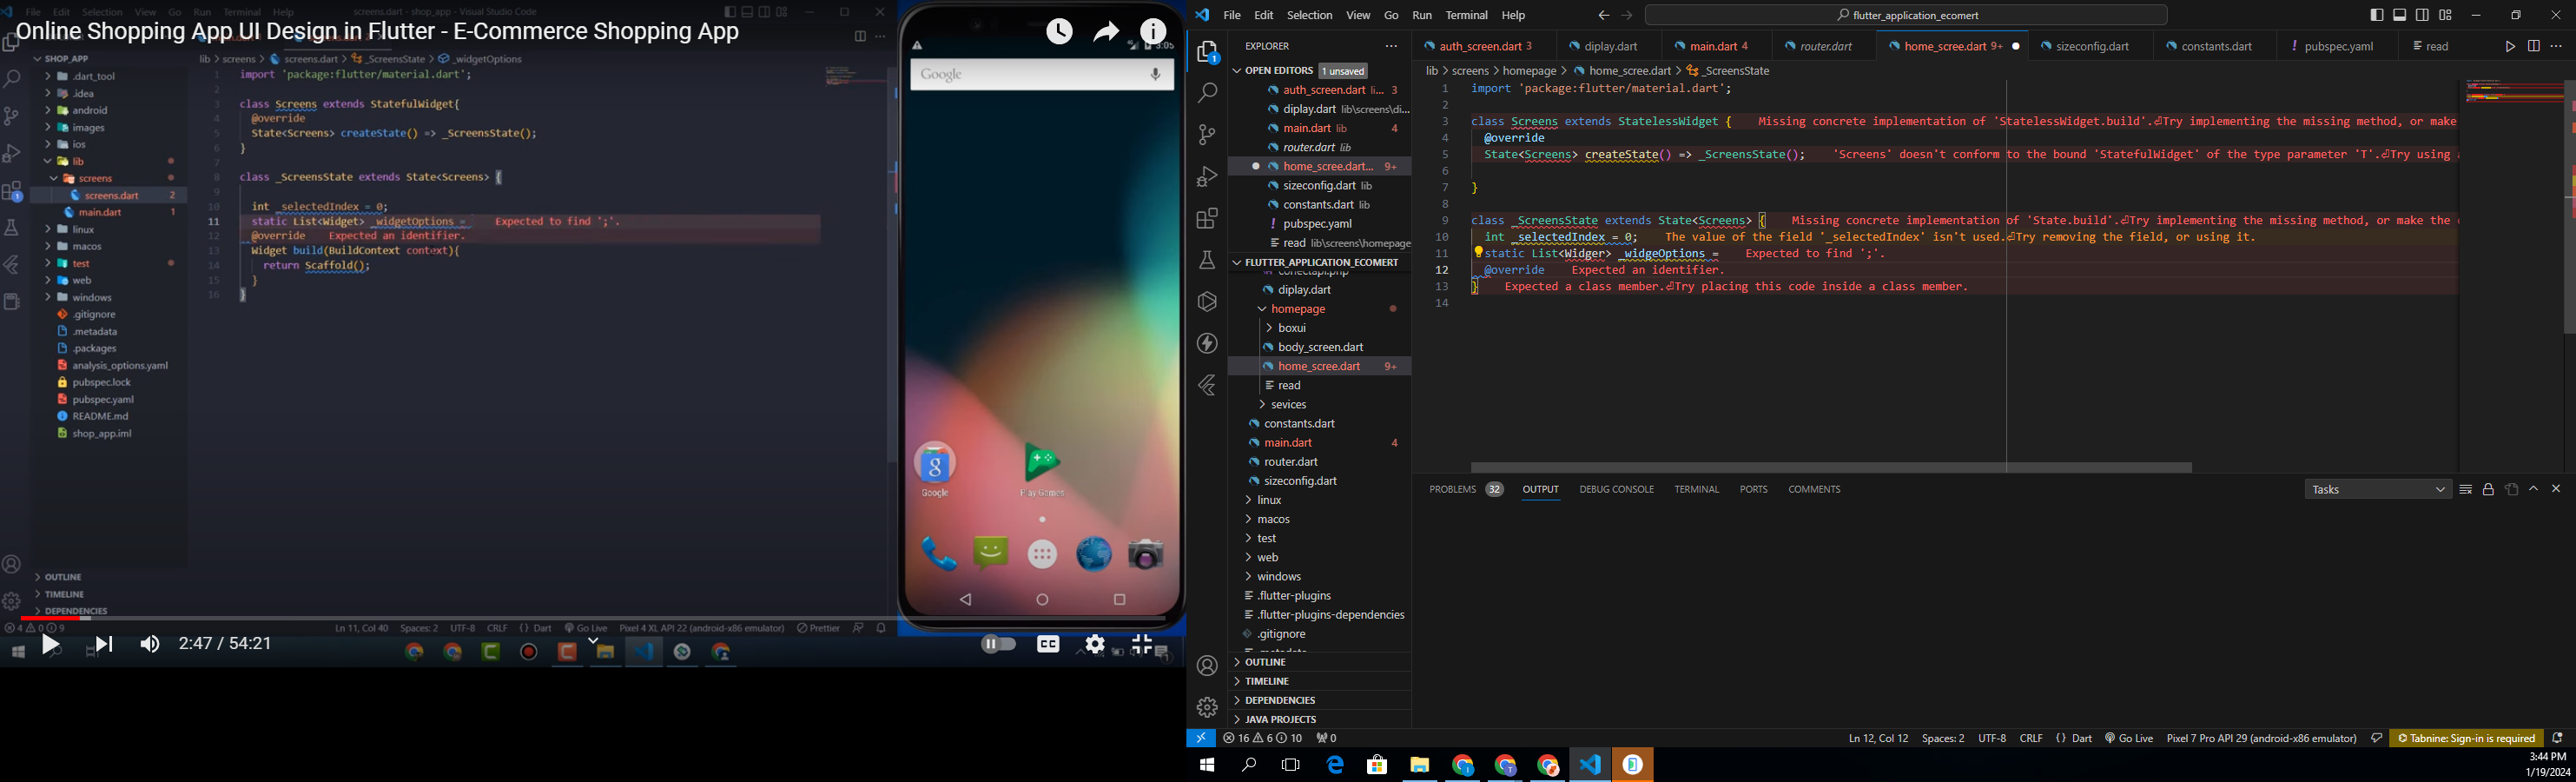 File Edit Selection View Go Run Terminal Help
screens.dart - shop_app - Visual Studio Code
Online Shopping App UI Design in Flutter - E-Commerce Shopping App
SHOP_APP
.dart_tool
.idea
android
images
ios
lib
screens
screens.dart 2
main.dart 1
linux
macos
test
web
windows
.gitignore
.metadata
.packages
analysis_options.yaml
pubspec.lock
pubspec.yaml
README.md
shop_app.iml
OUTLINE
TIMELINE
DEPENDENCIES
lib > screens > screens.dart > _ScreensState > _widgetOptions
1 import 'package:flutter/material.dart';
2
3 class Screens extends StatefulWidget{
4 @override
5 State<Screens> createState() => _ScreensState();
6 }
7
8 class _ScreensState extends State<Screens> {
9
10 int _selectedIndex = 0;
11 static List<Widget> _widgetOptions = Expected to find ';'.
12 @override Expected an identifier.
13 Widget build(BuildContext context){
14 return Scaffold();
15 }
16 }
4 0 9
Ln 11, Col 40 Spaces: 2 UTF-8 CRLF {} Dart Go Live Pixel 4 XL API 22 (android-x86 emulator) Prettier
2:47 / 54:21
CC
3:05
Google
Google
Play Games
File Edit Selection View Go Run Terminal Help
flutter_application_ecomert
EXPLORER
OPEN EDITORS 1 unsaved
auth_screen.dart li... 3
diplay.dart lib\screens\di...
main.dart lib 4
router.dart lib
home_scree.dart... 9+
sizeconfig.dart lib
constants.dart lib
pubspec.yaml
read lib\screens\homepage
FLUTTER_APPLICATION_ECOMERT
conectapi.php
diplay.dart
homepage
boxui
body_screen.dart
home_scree.dart 9+
read
sevices
constants.dart
main.dart 4
router.dart
sizeconfig.dart
linux
macos
test
web
windows
.flutter-plugins
.flutter-plugins-dependencies
.gitignore
.metadata
OUTLINE
TIMELINE
DEPENDENCIES
JAVA PROJECTS
auth_screen.dart 3 diplay.dart main.dart 4 router.dart home_scree.dart 9+ sizeconfig.dart constants.dart pubspec.yaml read
lib > screens > homepage > home_scree.dart > _ScreensState
1 import 'package:flutter/material.dart';
2
3 class Screens extends StatelessWidget { Missing concrete implementation of 'StatelessWidget.build'.⏎Try implementing the missing method, or make
4 @override
5 State<Screens> createState() => _ScreensState(); 'Screens' doesn't conform to the bound 'StatefulWidget' of the type parameter 'T'.⏎Try using a
6
7 }
8
9 class _ScreensState extends State<Screens> { Missing concrete implementation of 'State.build'.⏎Try implementing the missing method, or make the c
10 int _selectedIndex = 0; The value of the field '_selectedIndex' isn't used.⏎Try removing the field, or using it.
11 static List<Widger> _widgeOptions = Expected to find ';'.
12 @override Expected an identifier.
13 } Expected a class member.⏎Try placing this code inside a class member.
14
PROBLEMS 32 OUTPUT DEBUG CONSOLE TERMINAL PORTS COMMENTS
Tasks
16 6 10 0
Ln 12, Col 12 Spaces: 2 UTF-8 CRLF {} Dart Go Live Pixel 7 Pro API 29 (android-x86 emulator) Tabnine: Sign-in is required
3:44 PM
1/19/2024